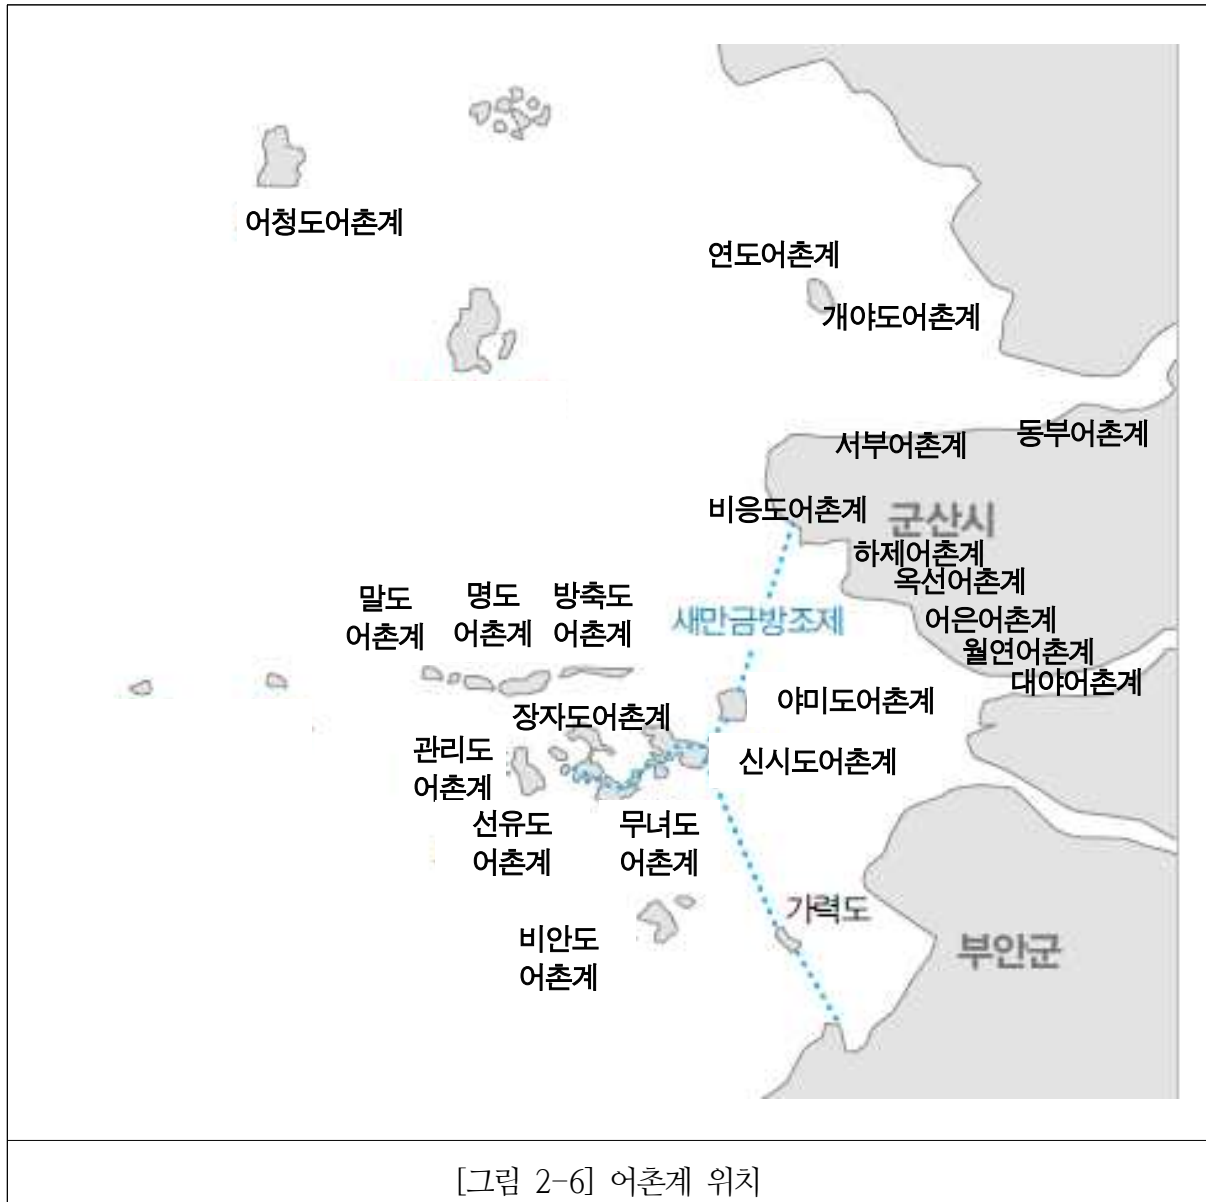 어청도어촌계
연도어촌계
개야도어촌계
동부어촌계
서부어촌계
비응도어촌계
군산시
하제어촌계
옥선어촌계
말도
어촌계
명도
어촌계
방축도
어촌계
새만금방조제
어은어촌계
월연어촌계
대야어촌계
야미도어촌계
장자도어촌계
관리도
어촌계
신시도어촌계
선유도
어촌계
무녀도
어촌계
가력도
비안도
어촌계
부안군
[그림 2-6] 어촌계 위치